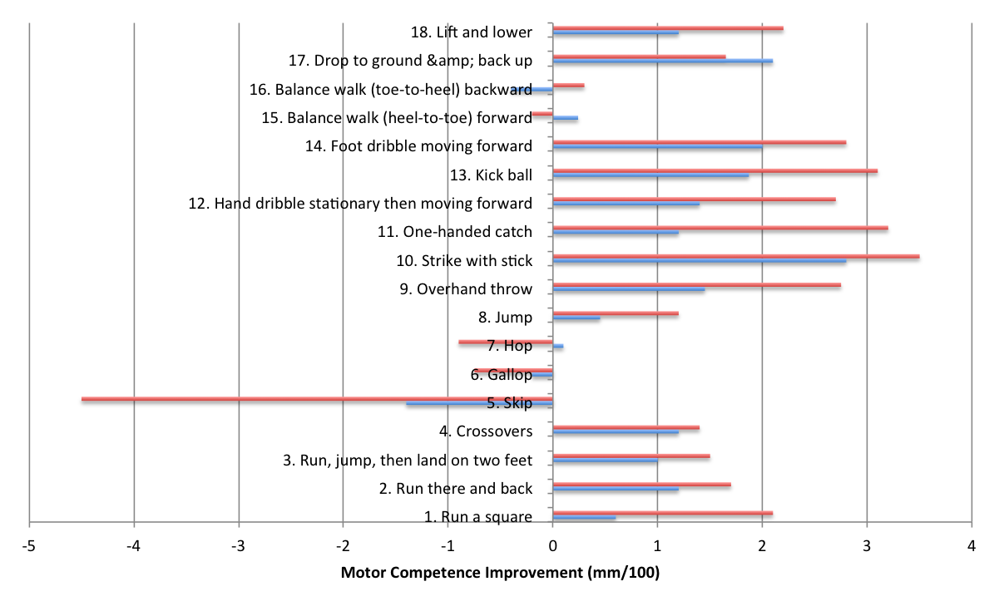 18. Lift and lower
17. Drop to ground &amp; back up
16. Balance walk (toe-to-heel) backward
15. Balance walk (heel-to-toe) forward
14. Foot dribble moving forward
13. Kick ball
12. Hand dribble stationary then moving forward
11. One-handed catch
10. Strike with stick
9. Overhand throw
8. Jump
7. Hop
6. Gallop
5. Skip
4. Crossovers
3. Run, jump, then land on two feet
2. Run there and back
1. Run a square
-5 -4 -3 -2 -1 0 1 2 3 4
Motor Competence Improvement (mm/100)